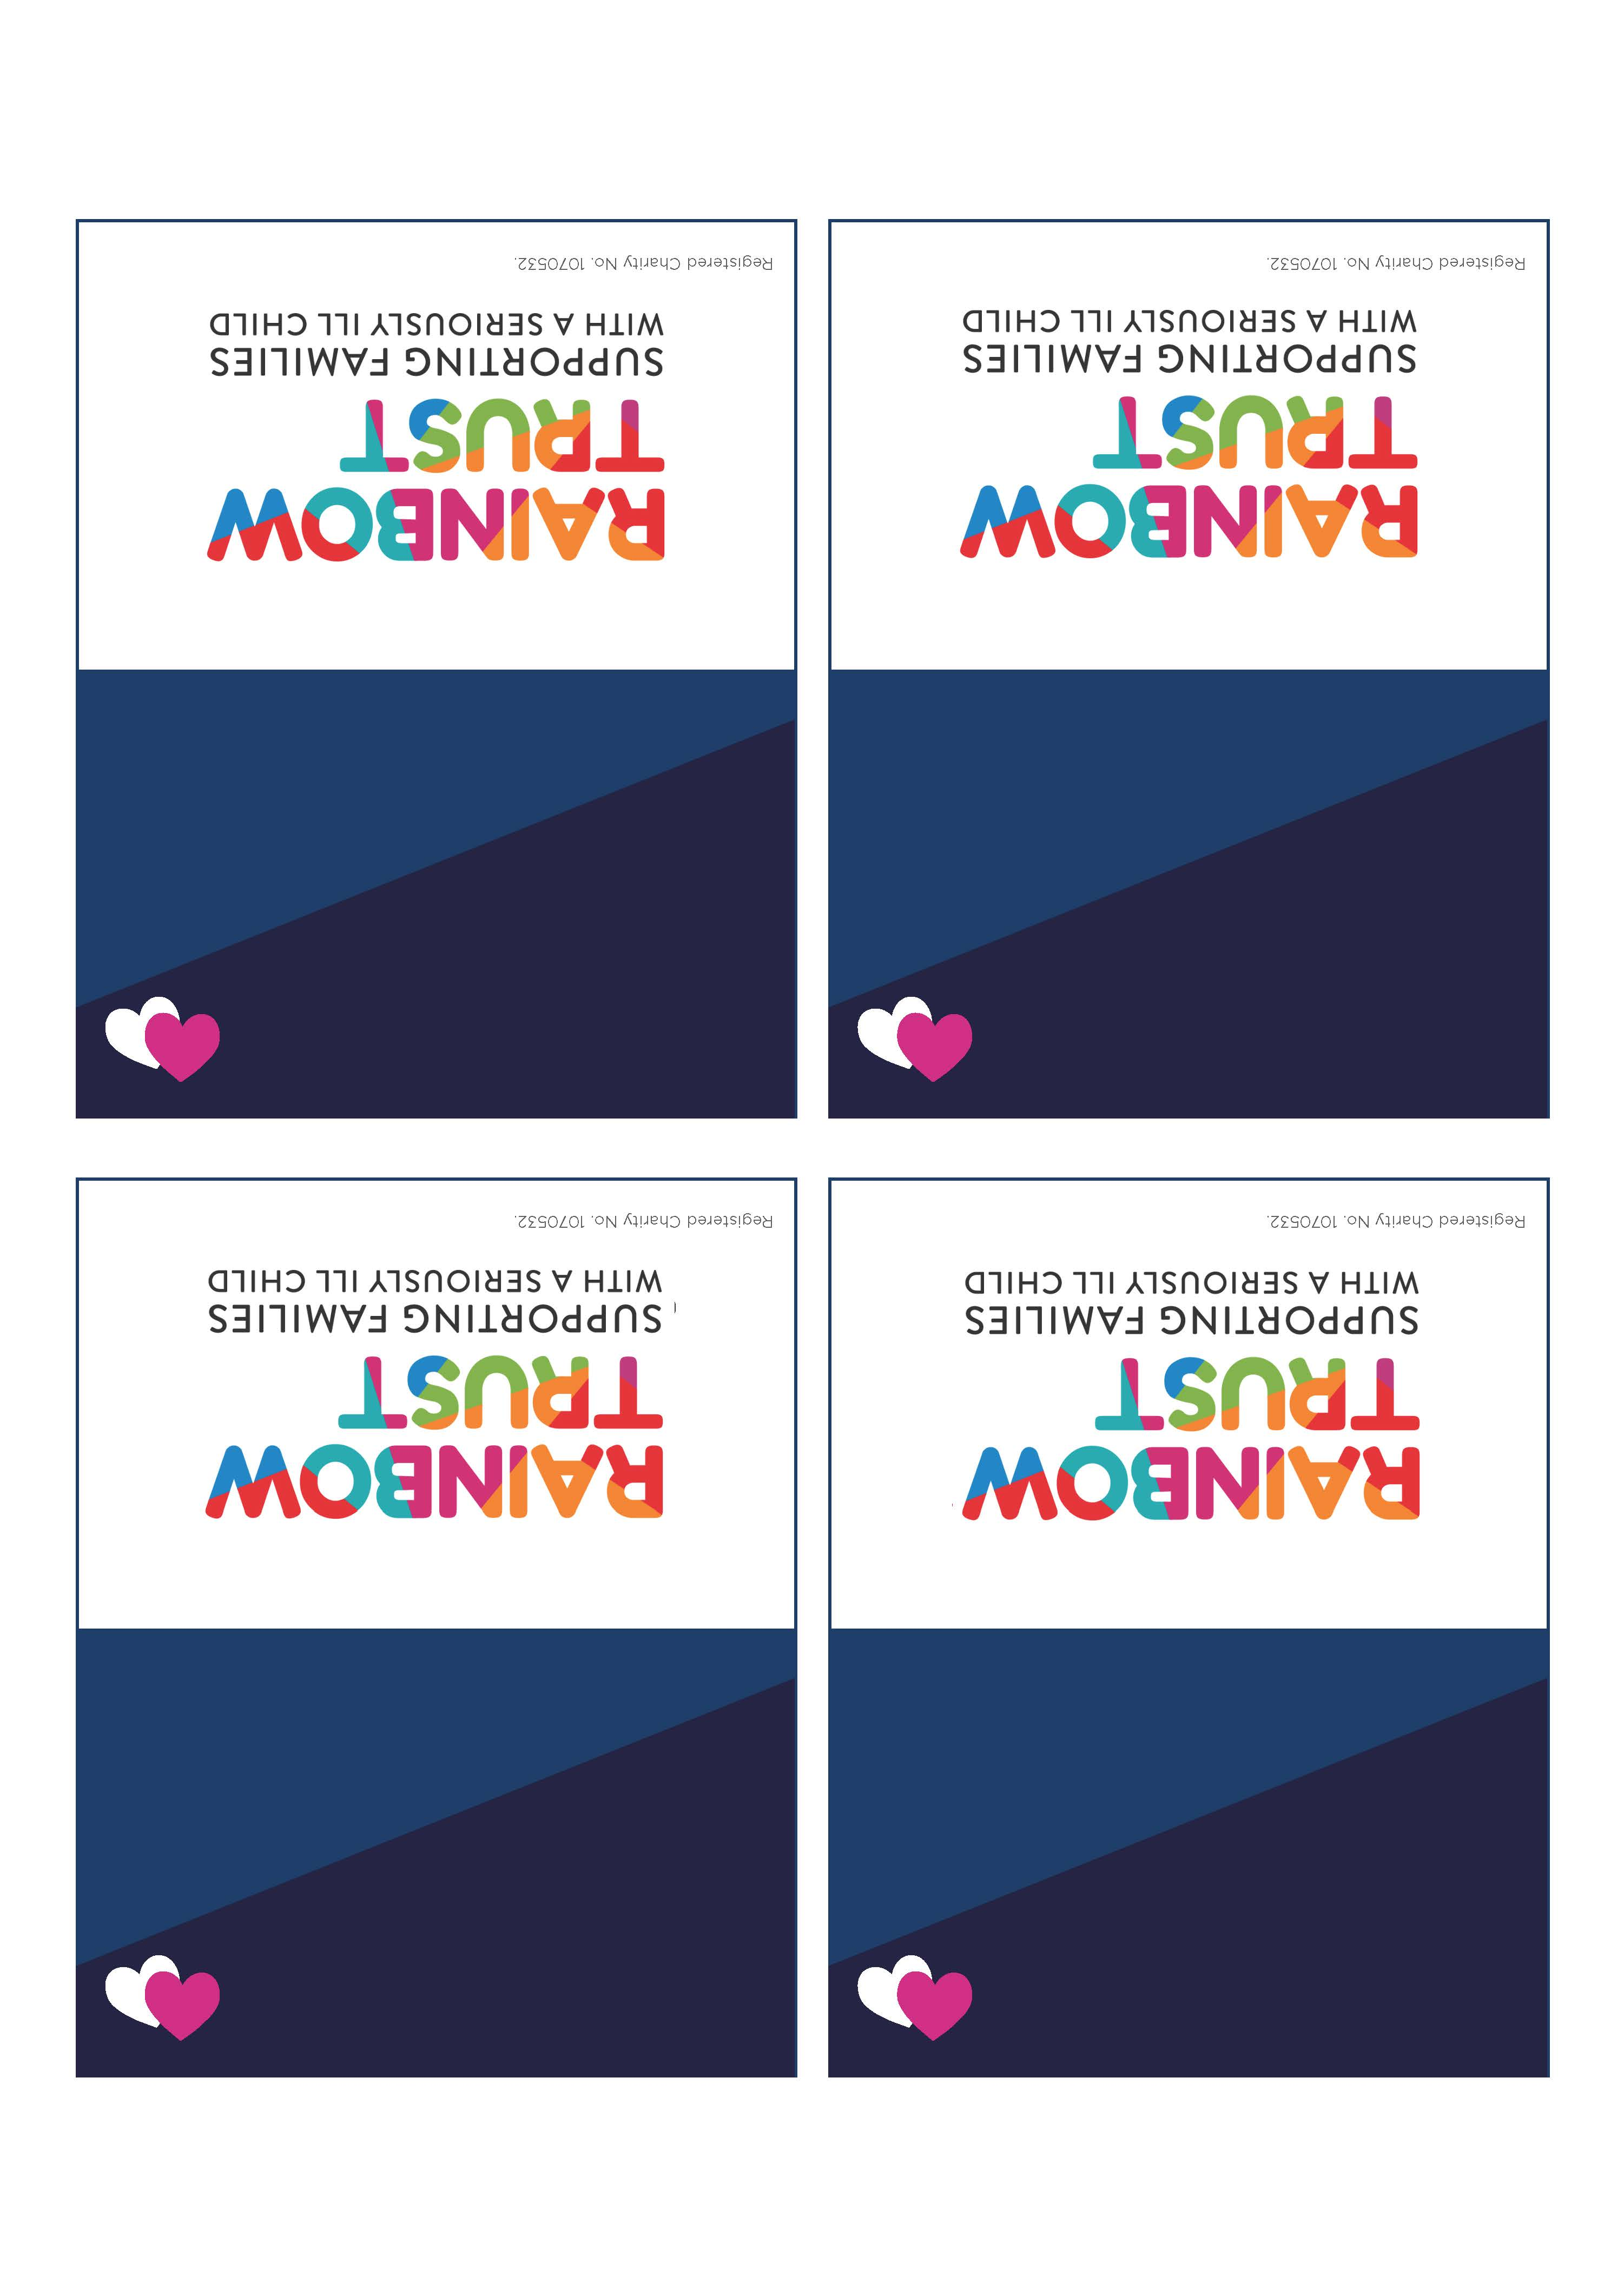 RAINBOW
TRUST
SUPPORTING FAMILIES
WITH A SERIOUSLY ILL CHILD
Registered Charity No. 1070532.
RAINBOW
TRUST
SUPPORTING FAMILIES
WITH A SERIOUSLY ILL CHILD
Registered Charity No. 1070532.
RAINBOW
TRUST
SUPPORTING FAMILIES
WITH A SERIOUSLY ILL CHILD
Registered Charity No. 1070532.
RAINBOW
TRUST
SUPPORTING FAMILIES
WITH A SERIOUSLY ILL CHILD
Registered Charity No. 1070532.